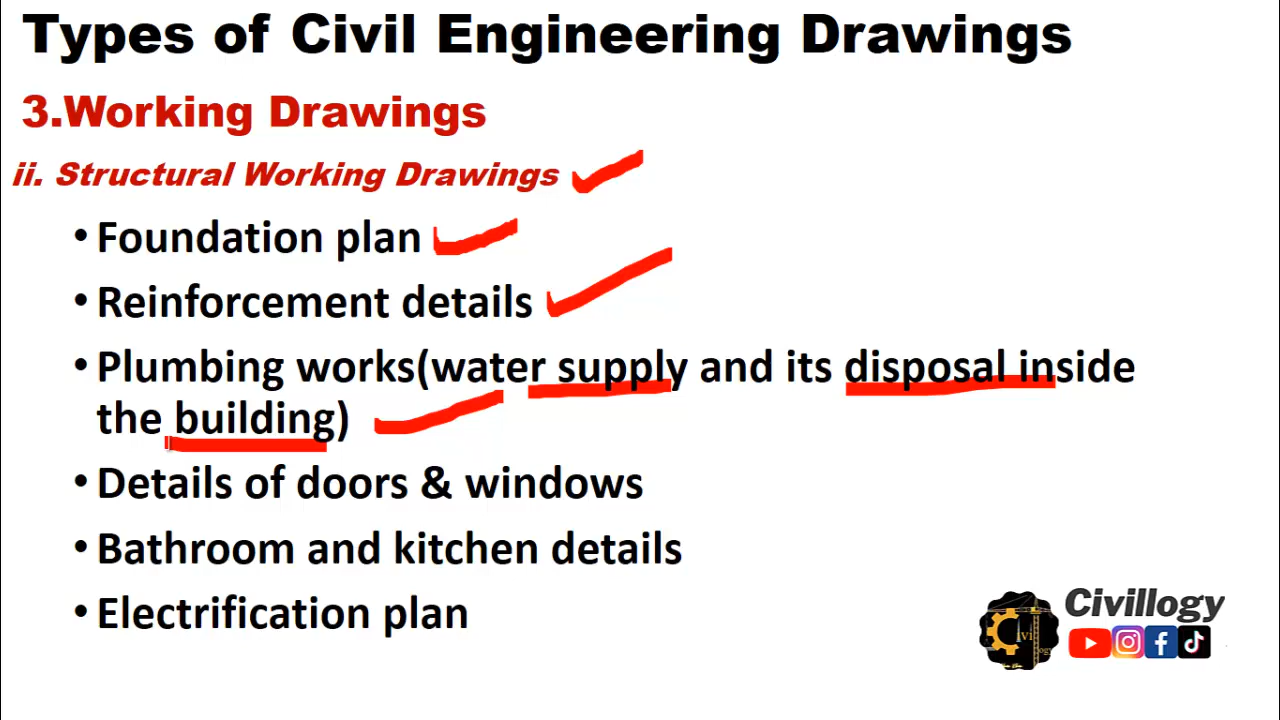 Types of Civil Engineering Drawings
3.Working Drawings
ii. Structural Working Drawings
• Foundation plan
• Reinforcement details
• Plumbing works(water supply and its disposal inside
the building)
• Details of doors & windows
• Bathroom and kitchen details
• Electrification plan
Civillogy